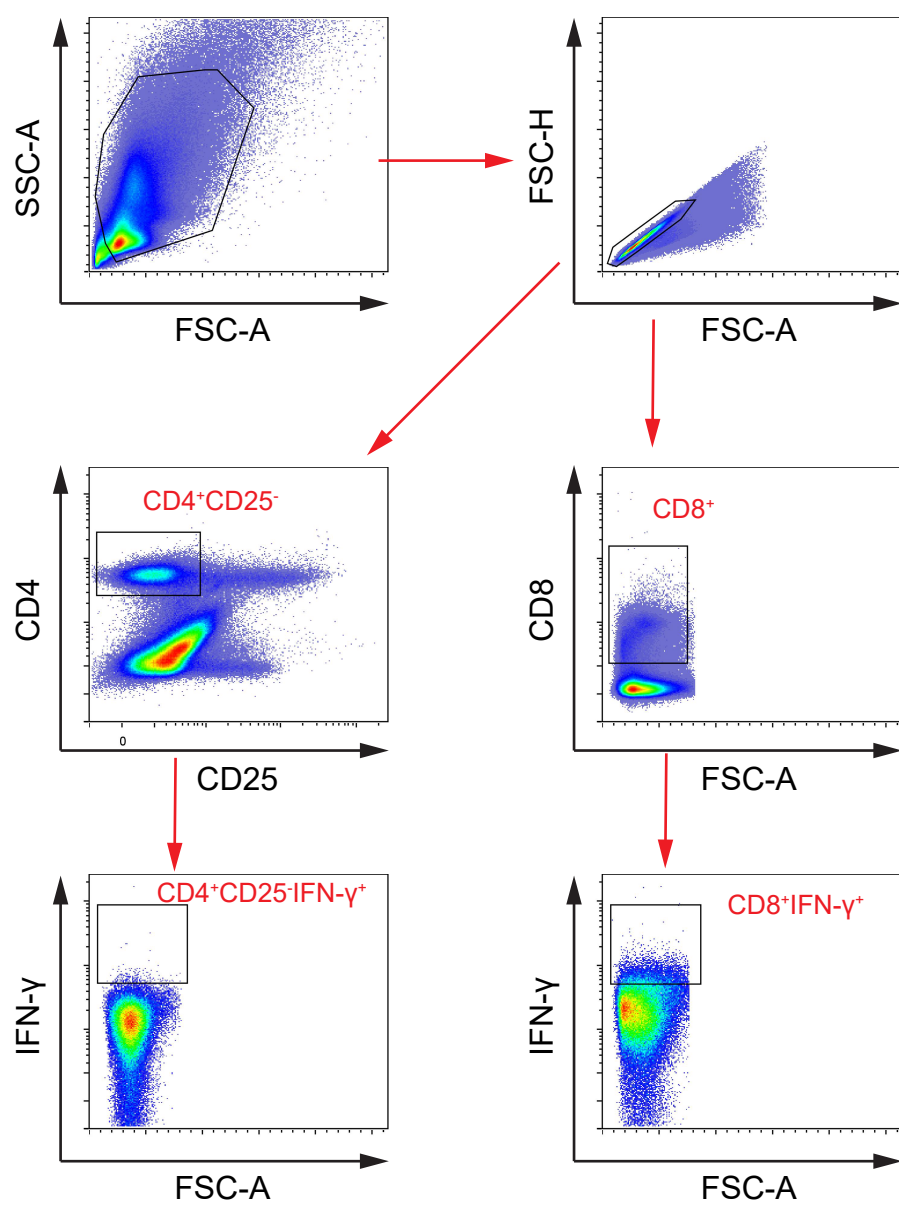 SSC-A
FSC-A
FSC-H
FSC-A
CD4⁺CD25⁻
CD4
0
CD25
CD8⁺
CD8
FSC-A
CD4⁺CD25⁻IFN-γ⁺
IFN-γ
FSC-A
CD8⁺IFN-γ⁺
IFN-γ
FSC-A